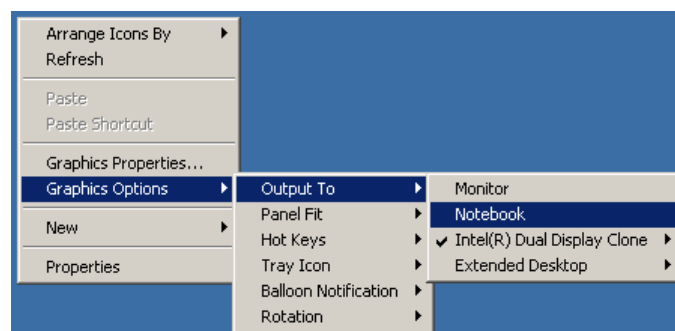 Arrange Icons By
Refresh
Paste
Paste Shortcut
Graphics Properties...
Graphics Options
New
Properties
Output To
Panel Fit
Hot Keys
Tray Icon
Balloon Notification
Rotation
Monitor
Notebook
Intel(R) Dual Display Clone
Extended Desktop